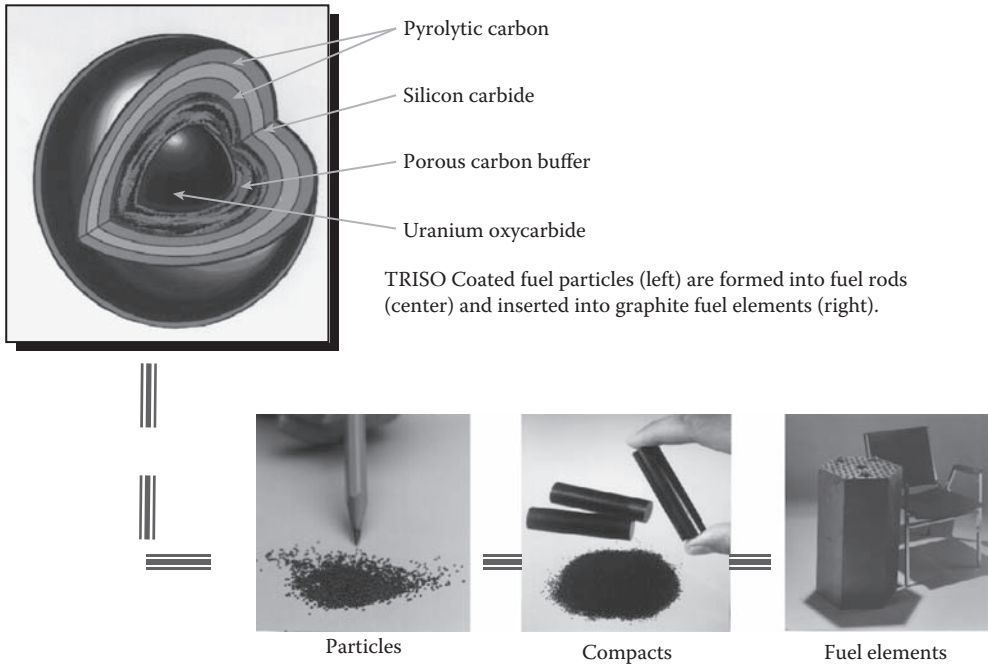 Pyrolytic carbon
Silicon carbide
Porous carbon buffer
Uranium oxycarbide
TRISO Coated fuel particles (left) are formed into fuel rods
(center) and inserted into graphite fuel elements (right).
Particles
Compacts
Fuel elements